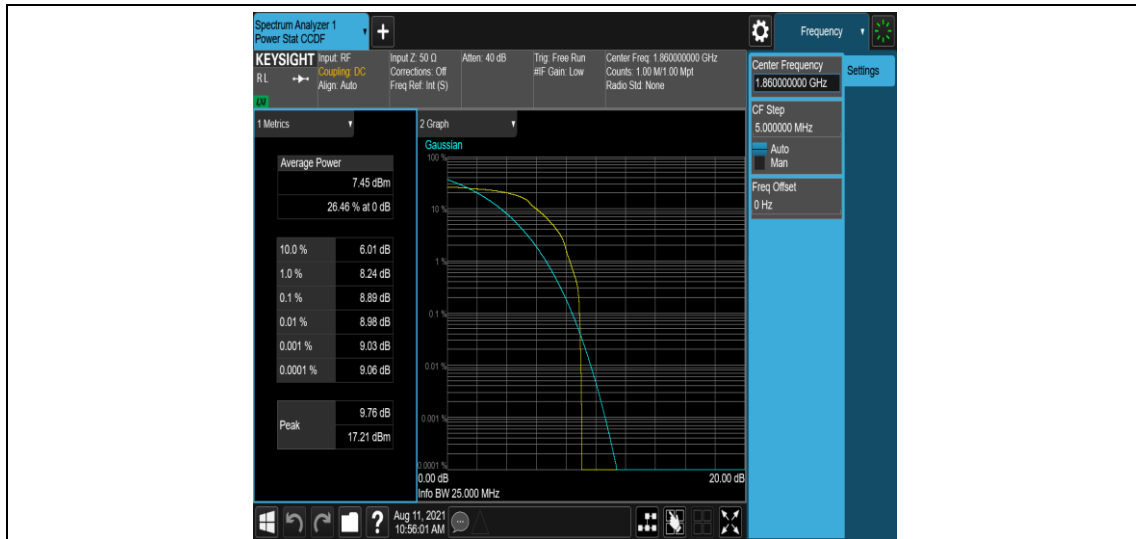 Spectrum Analyzer 1
Power Stat CCDF
Frequency
KEYSIGHT
RL
LXI
Input: RF
Coupling: DC
Align: Auto
Input Z: 50 Ω
Corrections: Off
Freq Ref: Int (S)
Atten: 40 dB
Trig: Free Run
#IF Gain: Low
Center Freq: 1.860000000 GHz
Counts: 1.00 M/1.00 Mpt
Radio Std: None
Center Frequency
1.860000000 GHz
Settings
CF Step
5.000000 MHz
Auto
Man
Freq Offset
0 Hz
1 Metrics
Average Power
7.45 dBm
26.46 % at 0 dB
10.0 % 6.01 dB
1.0 % 8.24 dB
0.1 % 8.89 dB
0.01 % 8.98 dB
0.001 % 9.03 dB
0.0001 % 9.06 dB
Peak
9.76 dB
17.21 dBm
2 Graph
Gaussian
100 %
10 %
1 %
0.1 %
0.01 %
0.001 %
0.0001 %
0.00 dB 20.00 dB
Info BW 25.000 MHz
?
Aug 11, 2021
10:56:01 AM